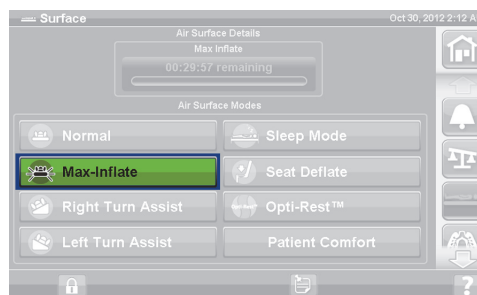 Surface
Oct 30, 2012 2:12 A
Air Surface Details
Max Inflate
00:29:57 remaining
Air Surface Modes
Normal
Sleep Mode
Max-Inflate
Seat Deflate
Right Turn Assist
Opti-Rest™
Left Turn Assist
Patient Comfort
?